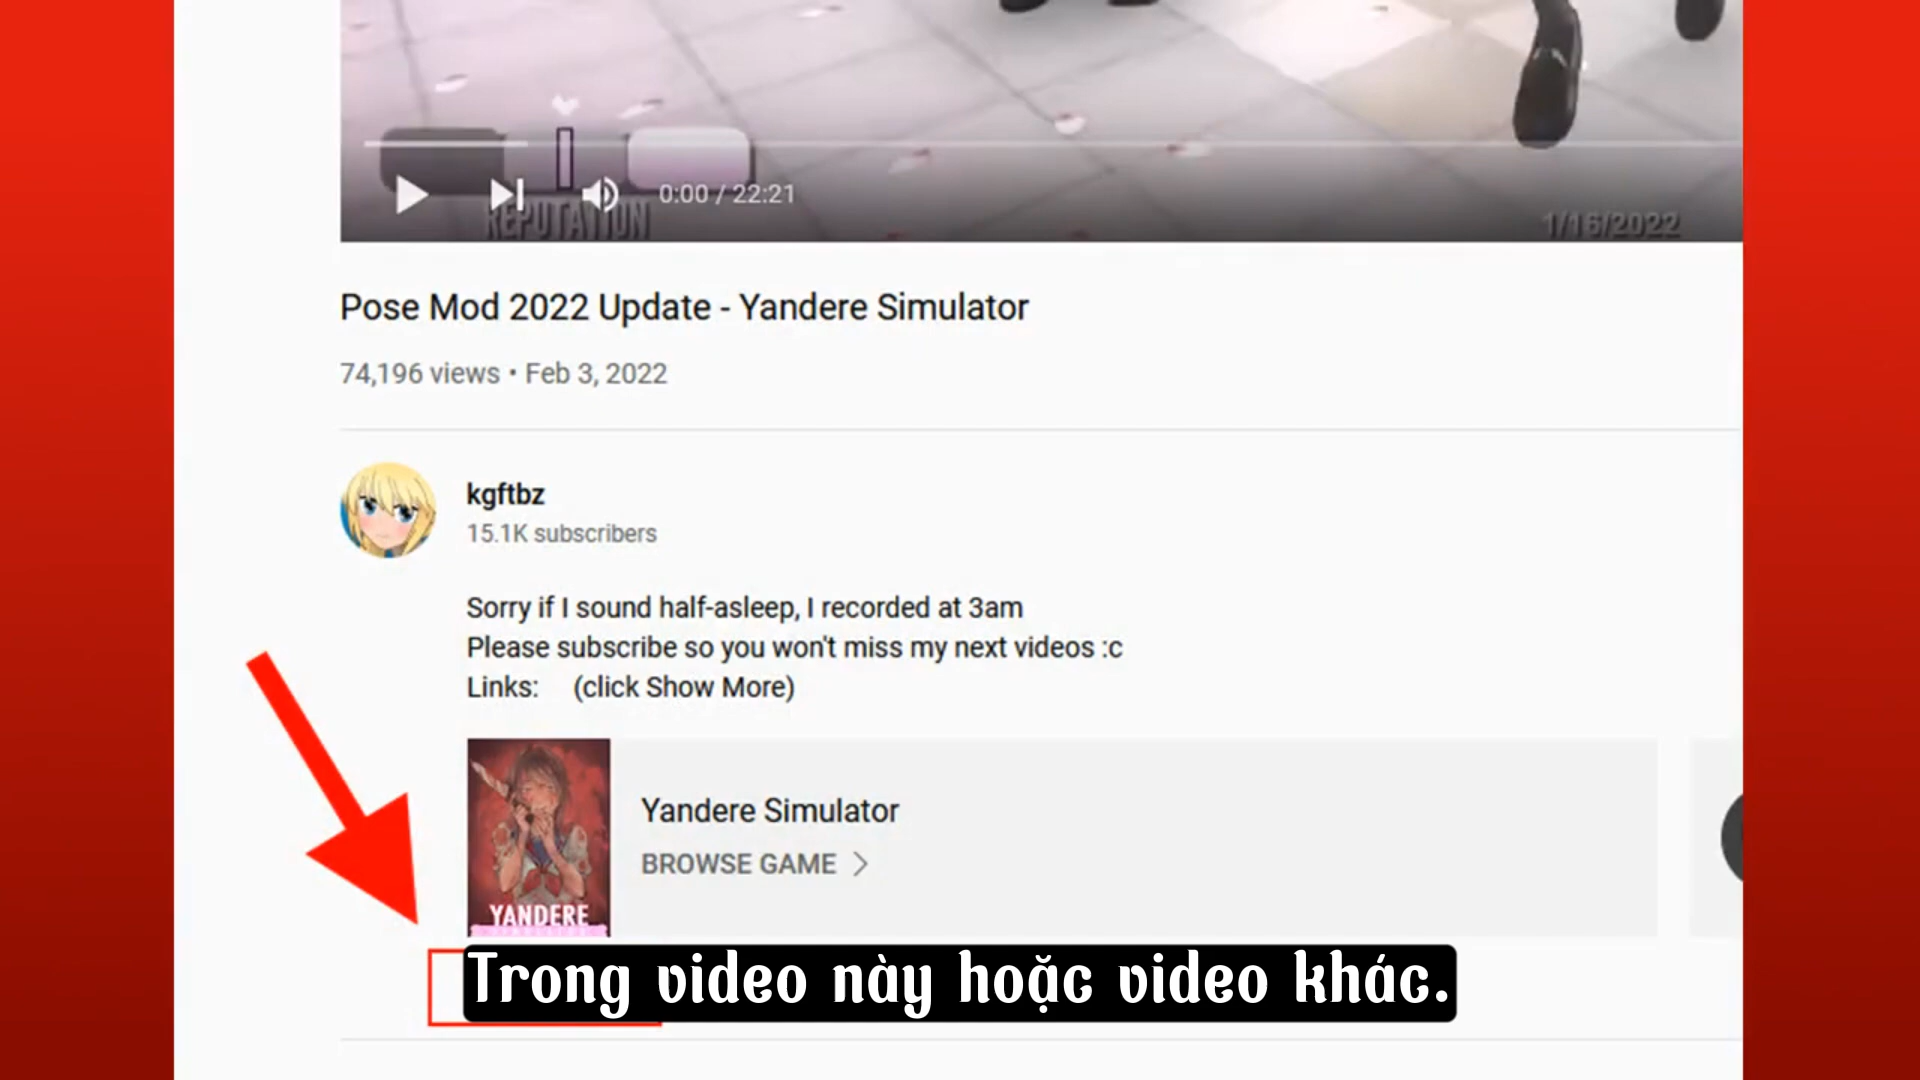 0:00 / 22:21
REPUTATION
1/16/2022
Pose Mod 2022 Update - Yandere Simulator
74,196 views • Feb 3, 2022
kgftbz
15.1K subscribers
Sorry if I sound half-asleep, I recorded at 3am
Please subscribe so you won't miss my next videos :c
Links: (click Show More)
Yandere Simulator
BROWSE GAME
YANDERE
Trong video này hoặc video khác.